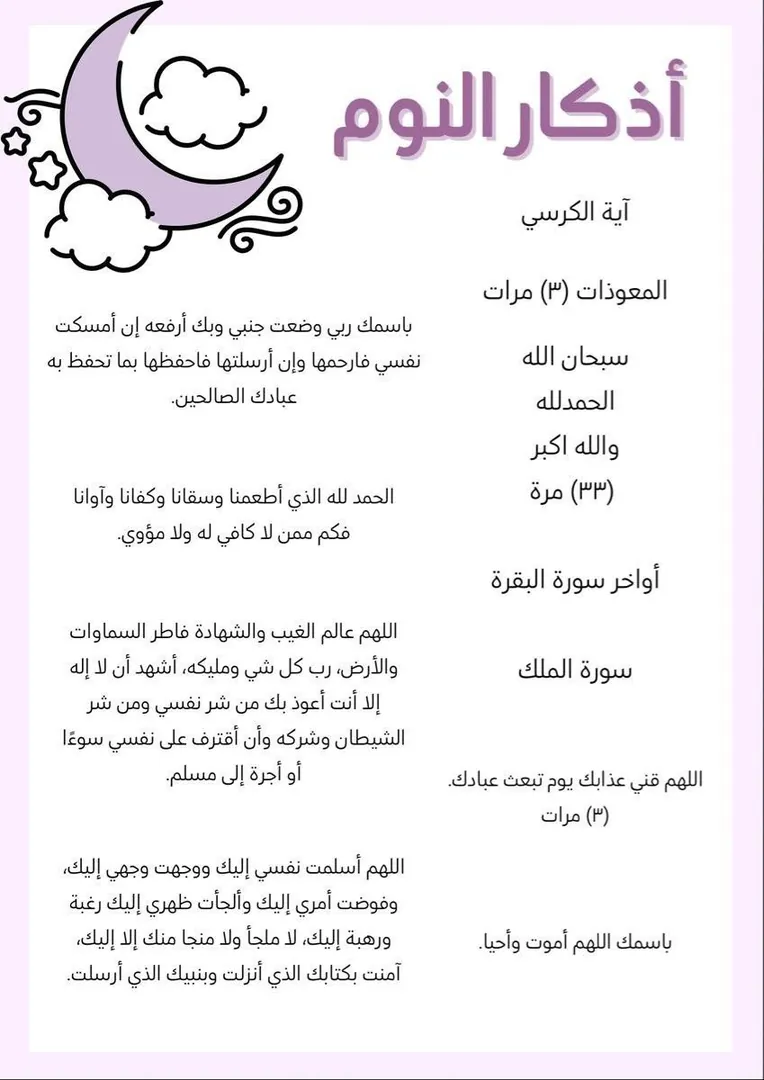 أذكار النوم
آية الكرسي
المعوذات (٣) مرات
سبحان الله
الحمدلله
والله اكبر
(٣٣) مرة
أواخر سورة البقرة
سورة الملك
اللهم قني عذابك يوم تبعث عبادك.
(٣) مرات
باسمك اللهم أموت وأحيا.
باسمك ربي وضعت جنبي وبك أرفعه إن أمسكت
نفسي فارحمها وإن أرسلتها فاحفظها بما تحفظ به
عبادك الصالحين.
الحمد لله الذي أطعمنا وسقانا وكفانا وآوانا
فكم ممن لا كافي له ولا مؤوي.
اللهم عالم الغيب والشهادة فاطر السماوات
والأرض، رب كل شي ومليكه، أشهد أن لا إله
إلا أنت أعوذ بك من شر نفسي ومن شر
الشيطان وشركه وأن أقترف على نفسي سوءًا
أو أجرة إلى مسلم.
اللهم أسلمت نفسي إليك ووجهت وجهي إليك،
وفوضت أمري إليك وألجأت ظهري إليك رغبة
ورهبة إليك، لا ملجأ ولا منجا منك إلا إليك،
آمنت بكتابك الذي أنزلت وبنبيك الذي أرسلت.